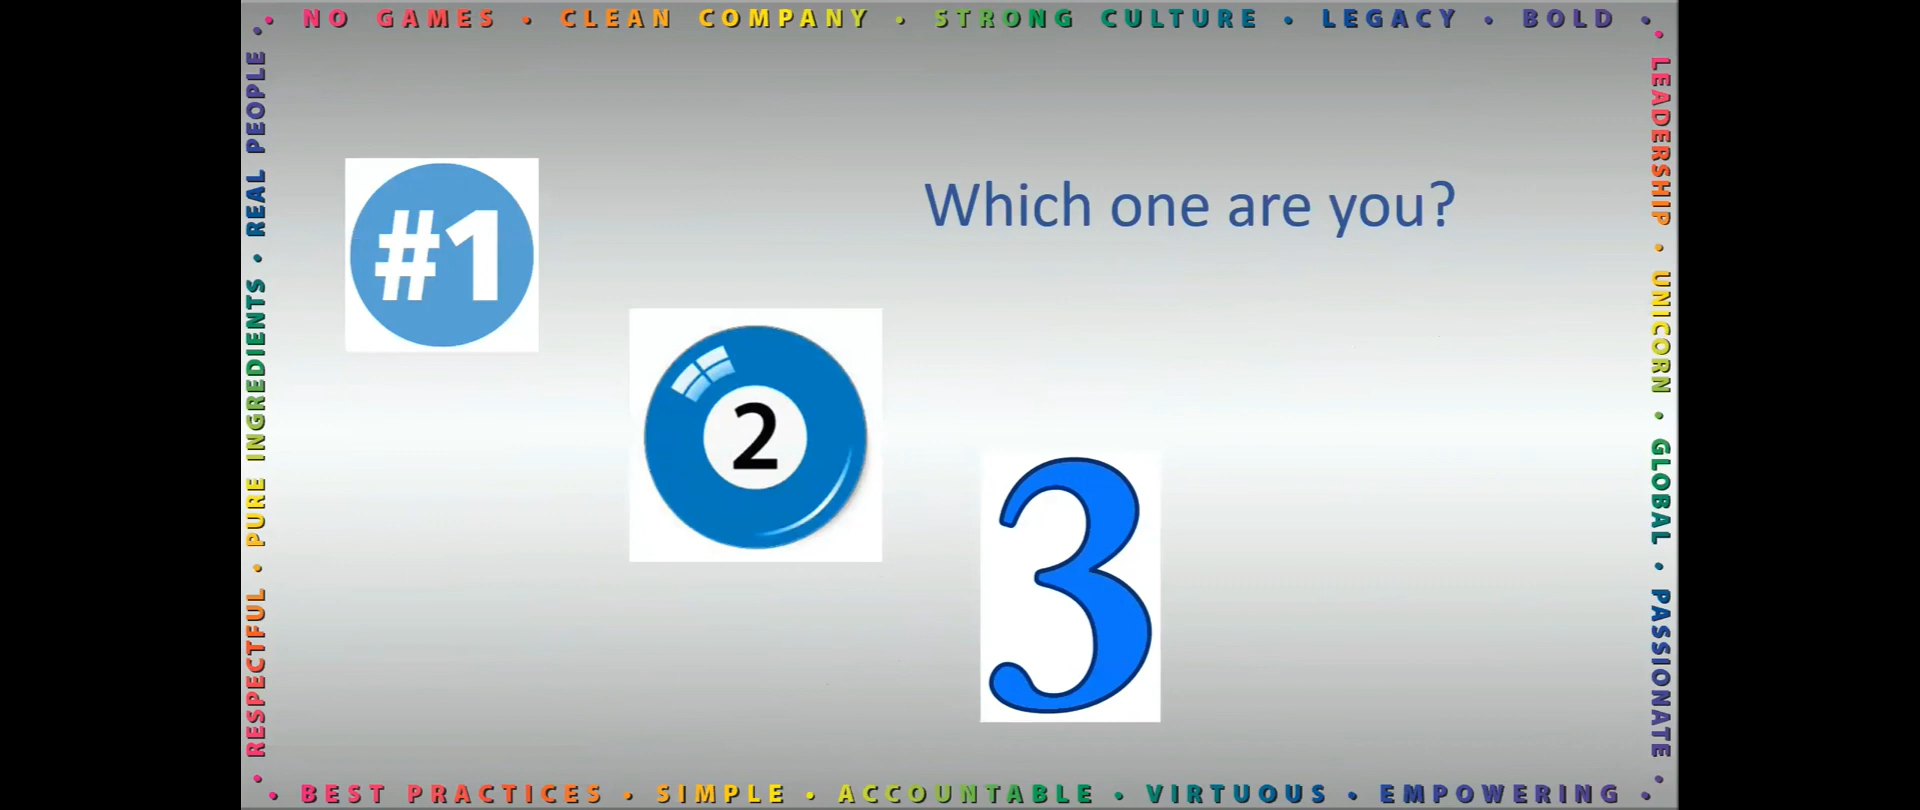 • NO GAMES • CLEAN COMPANY • STRONG CULTURE • LEGACY • BOLD •
• RESPECTFUL • PURE INGREDIENTS • REAL PEOPLE •
#1
Which one are you?
2
3
• LEADERSHIP • UNICORN • GLOBAL • PASSIONATE •
• BEST PRACTICES • SIMPLE • ACCOUNTABLE • VIRTUOUS • EMPOWERING •